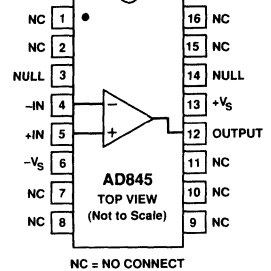 NC 1 16 NC
NC 2 15 NC
NULL 3 14 NULL
–IN 4 – 13 +VS
+IN 5 + 12 OUTPUT
–VS 6 11 NC
AD845
NC 7 TOP VIEW 10 NC
(Not to Scale)
NC 8 9 NC
NC = NO CONNECT